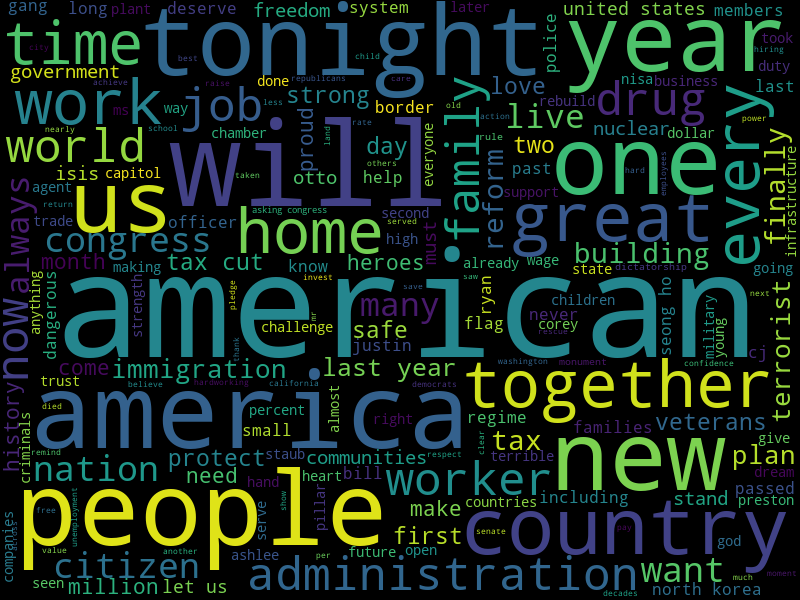 gang long plant deserve freedom system later united states members
time tonight year
city best republicans child police took hiring
government achieve raise care done less old duty
work job strong border love nisa business last
ms way chamber proud rebuild drug action power
nearly school rate land live nuclear dollar
world will day everyone family two one every finally
isis capitol otto help others past rule hard employees infrastructure
agent taken reform support
us return officer asking congress second served must great
trade congress home high
always month tax cut know heroes already wage building
making strength state dictatorship going
now anything dangerous american many ryan never children seong ho military terrorist
pledge invest save saw next
challenge safe flag corey young
mr justin rescue cj
thank washington monument confidence
come immigration last year together
trust believe hardworking california democrats
history died america percent almost right regime families veterans give
criminals small tax new
remind protect staub communities clear respect terrible plan dream
nation need hand heart bill worker countries including passed
people pillar show make stand preston
companies across free unemployment serve first senate pay country god
value another ashlee per future open much moment
seen citizen administration want
million let us decades north korea